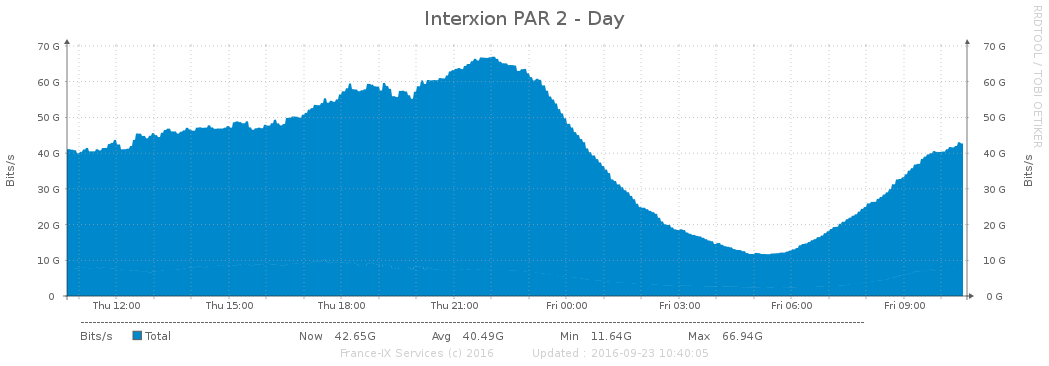 Interxion PAR 2 - Day
RRDTOOL / TOBI OETIKER
Bits/s
70 G
60 G
50 G
40 G
30 G
20 G
10 G
0
70 G
60 G
50 G
40 G
30 G
20 G
10 G
0 G
Bits/s
Thu 12:00 Thu 15:00 Thu 18:00 Thu 21:00 Fri 00:00 Fri 03:00 Fri 06:00 Fri 09:00
Bits/s Total Now 42.65G Avg 40.49G Min 11.64G Max 66.94G
France-IX Services (c) 2016 Updated : 2016-09-23 10:40:05